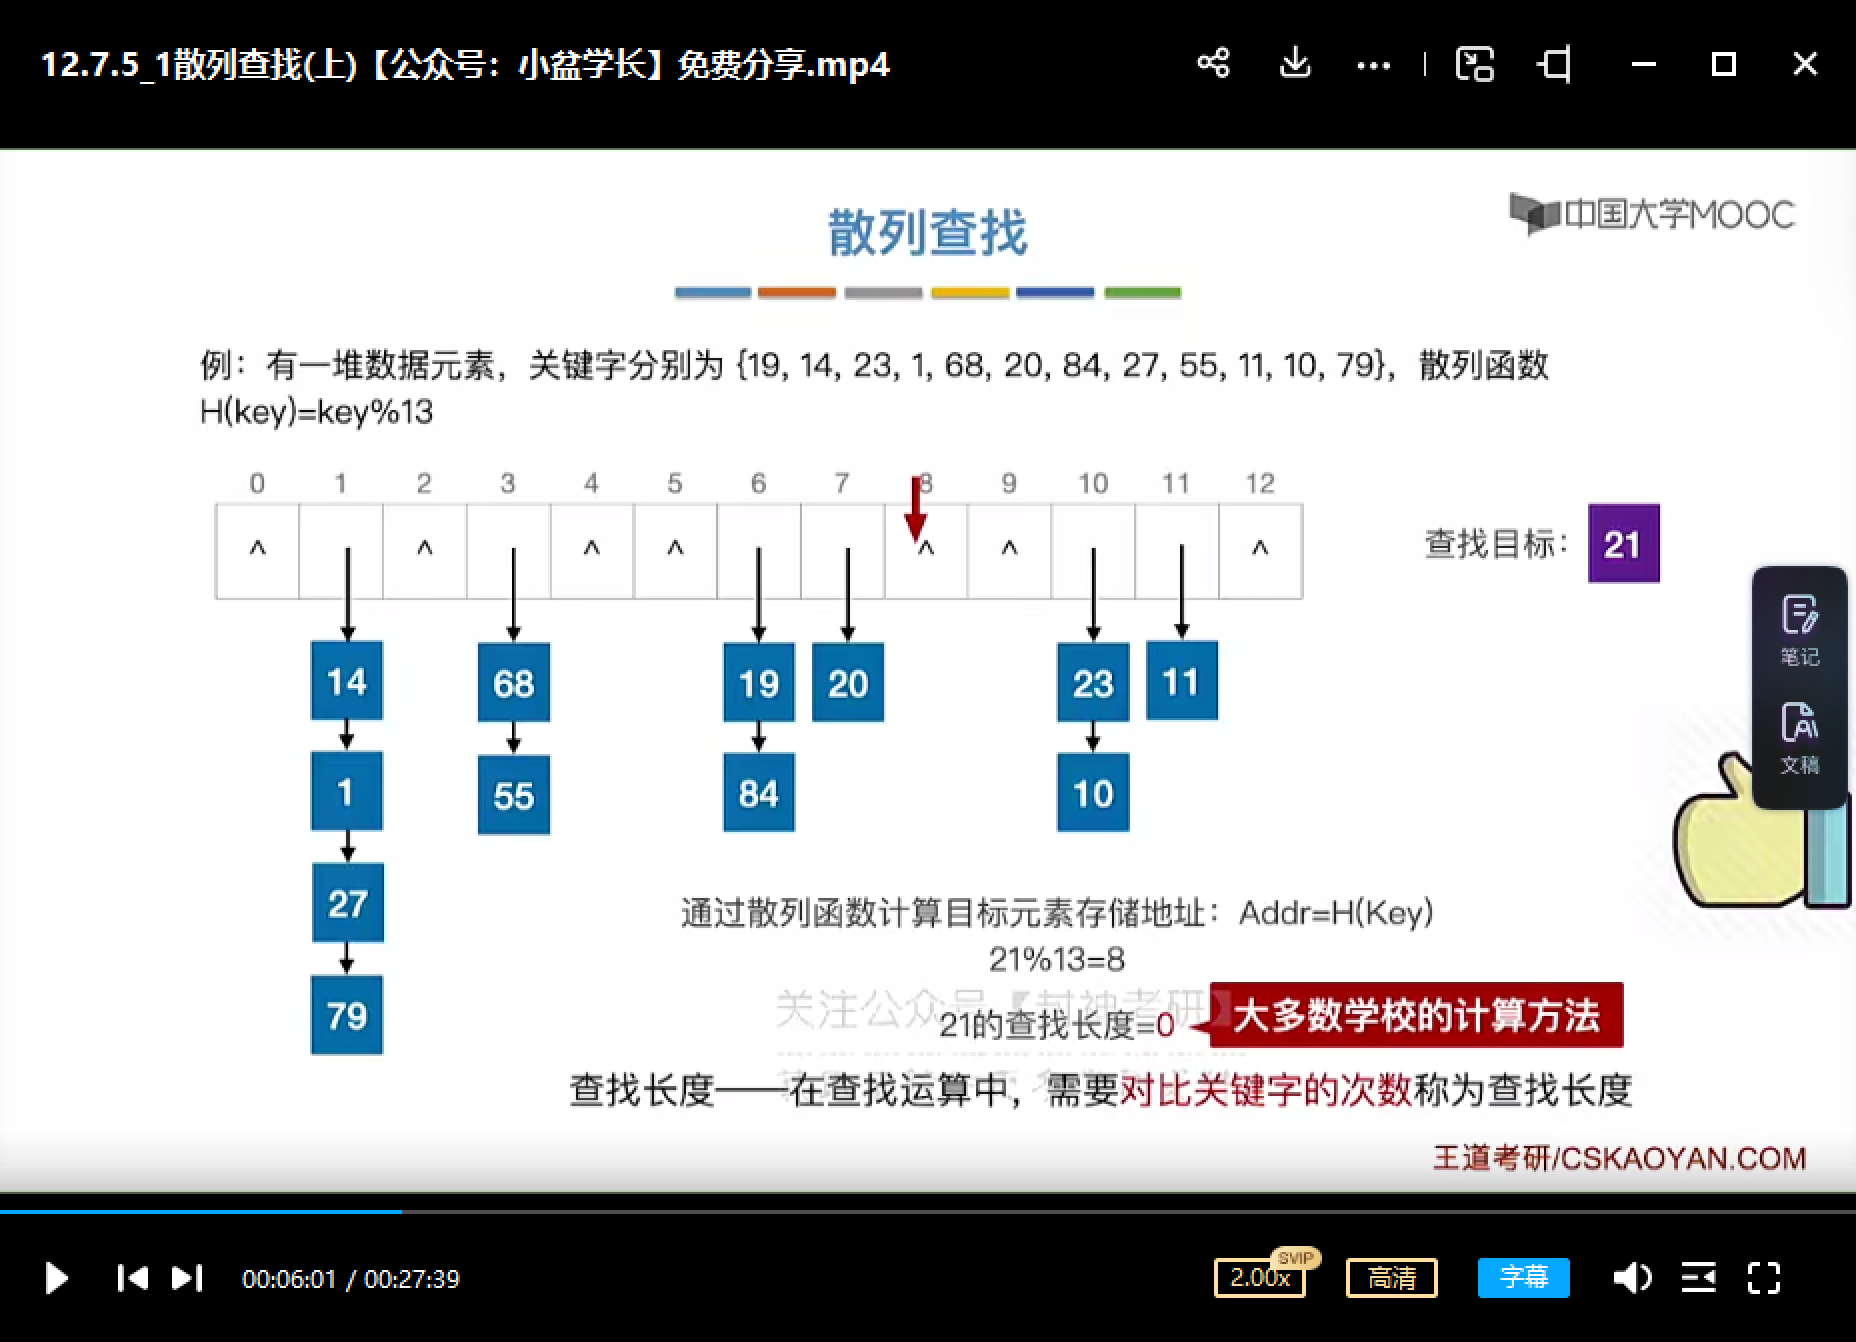 12.7.5_1散列查找(上)【公众号：小盆学长】免费分享.mp4
中国大学MOOC
散列查找
例：有一堆数据元素，关键字分别为 {19, 14, 23, 1, 68, 20, 84, 27, 55, 11, 10, 79}，散列函数
H(key)=key%13
0 1 2 3 4 5 6 7 8 9 10 11 12
^ ^ ^ ^ ^ ^ ^
查找目标： 21
14 68 19 20 23 11
1 55 84 10
27
79
笔记
文稿
通过散列函数计算目标元素存储地址：Addr=H(Key)
21%13=8
关注公众号【封神考研】
21的查找长度=0
大多数学校的计算方法
查找长度——在查找运算中，需要对比关键字的次数称为查找长度
王道考研/CSKAOYAN.COM
00:06:01 / 00:27:39
2.00x
SVIP
高清
字幕